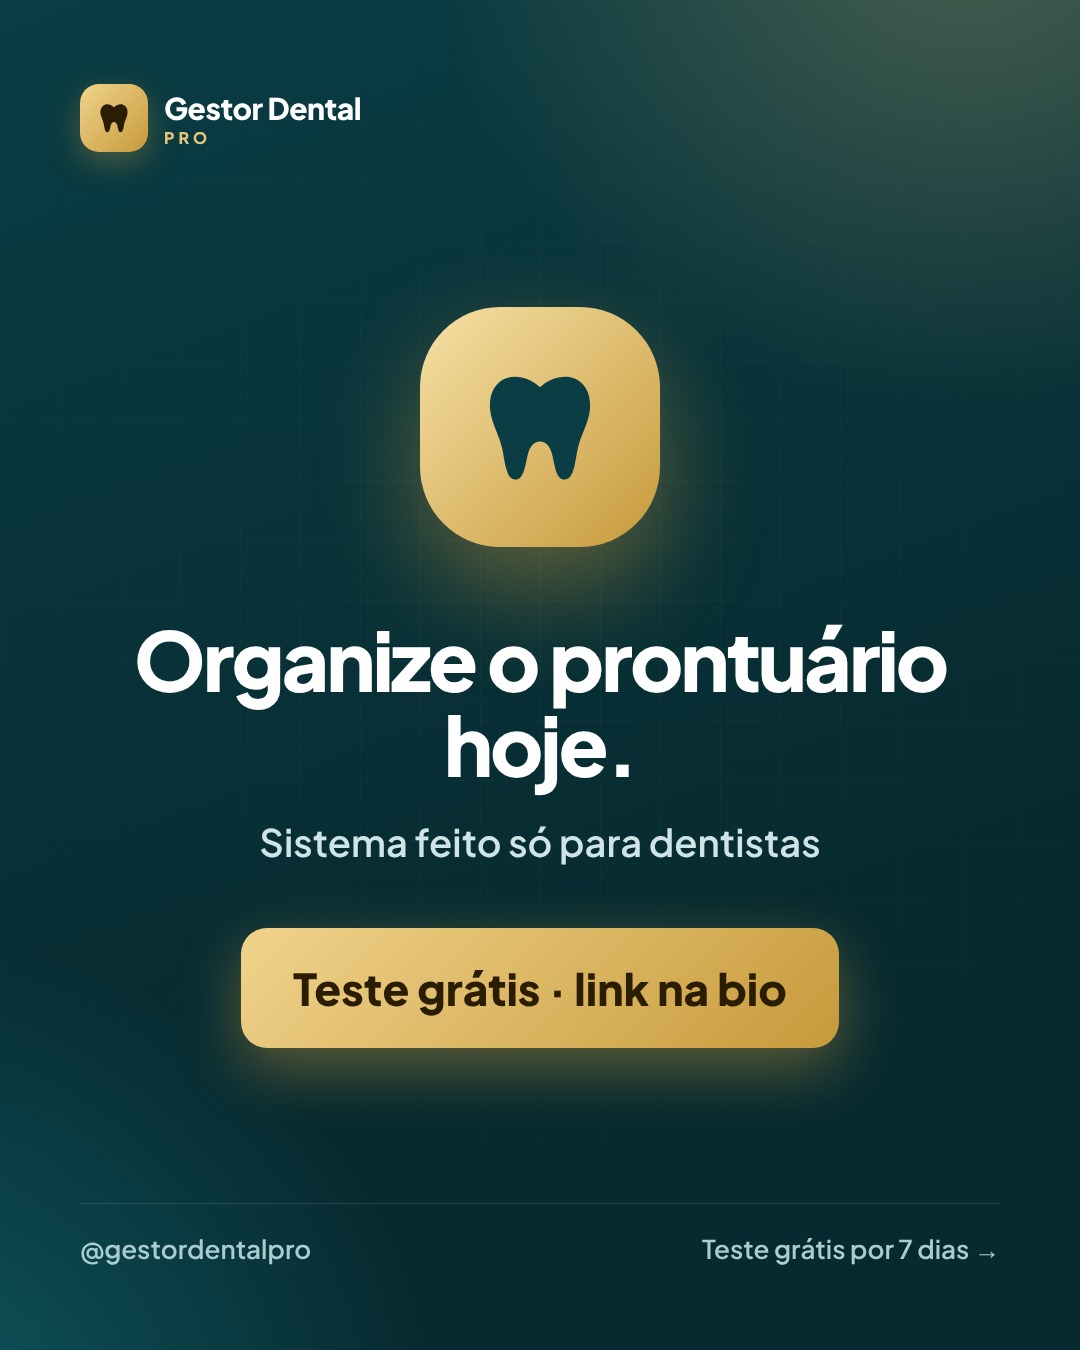 Gestor Dental
PRO
Organize o prontuário
hoje.
Sistema feito só para dentistas
Teste grátis · link na bio
@gestordentalpro
Teste grátis por 7 dias →